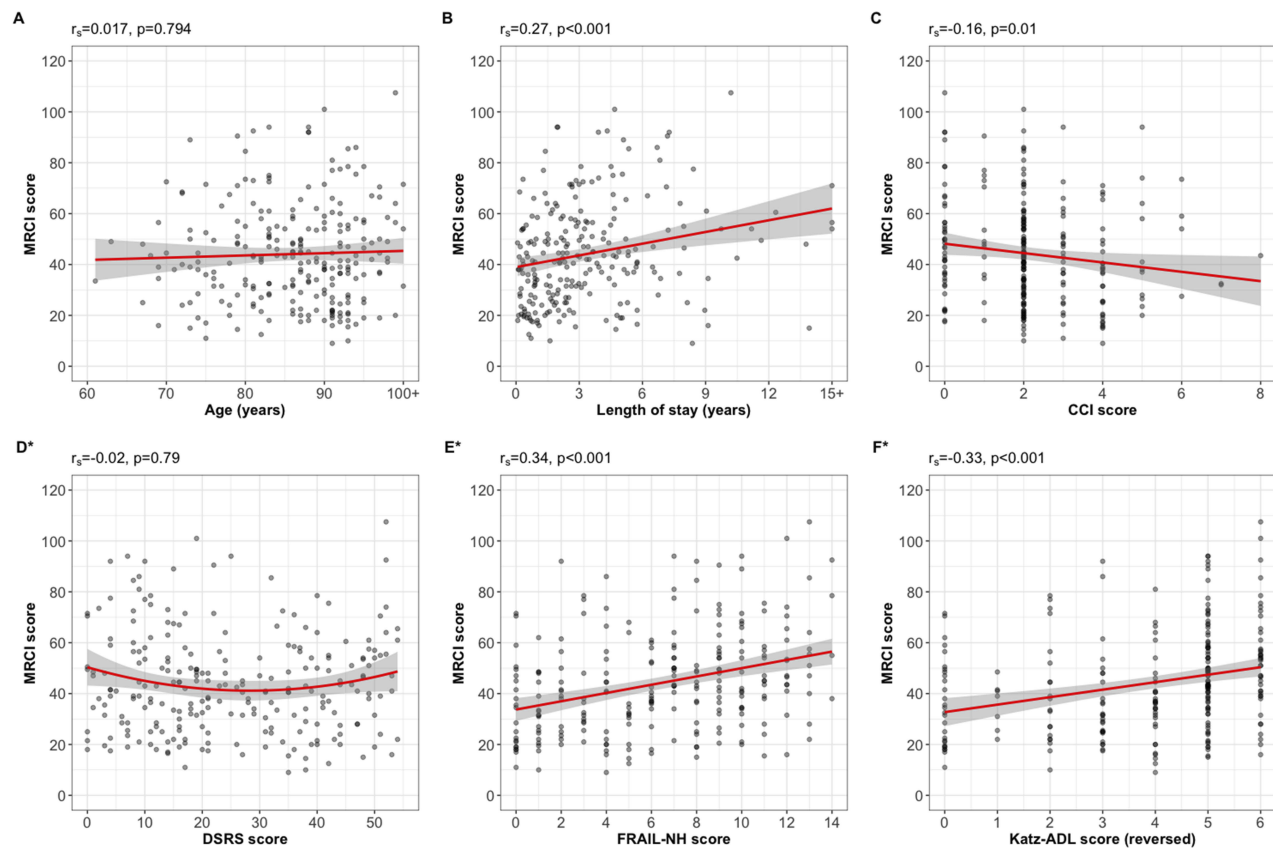 A
r_s=0.017, p=0.794
MRCI score
120
100
80
60
40
20
0
60 70 80 90 100+
Age (years)
B
r_s=0.27, p<0.001
MRCI score
120
100
80
60
40
20
0
0 3 6 9 12 15+
Length of stay (years)
C
r_s=-0.16, p=0.01
MRCI score
120
100
80
60
40
20
0
0 2 4 6 8
CCI score
D*
r_s=-0.02, p=0.79
MRCI score
120
100
80
60
40
20
0
0 10 20 30 40 50
DSRS score
E*
r_s=0.34, p<0.001
MRCI score
120
100
80
60
40
20
0
0 2 4 6 8 10 12 14
FRAIL-NH score
F*
r_s=-0.33, p<0.001
MRCI score
120
100
80
60
40
20
0
0 1 2 3 4 5 6
Katz-ADL score (reversed)